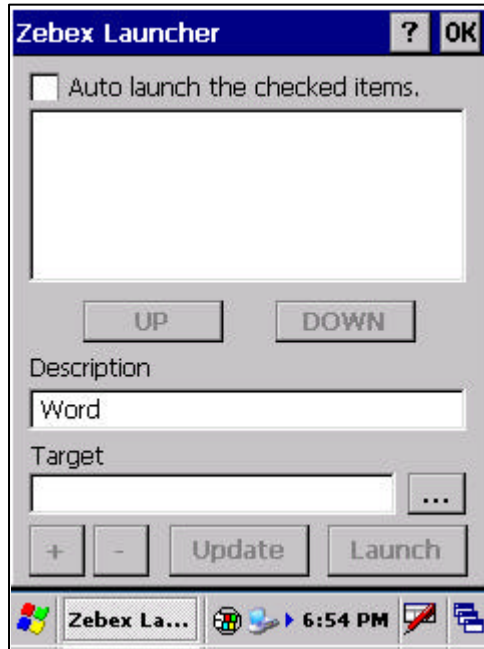 Zebex Launcher ? OK
Auto launch the checked items.
UP DOWN
Description
Word
Target
...
+ - Update Launch
Zebex La... 6:54 PM